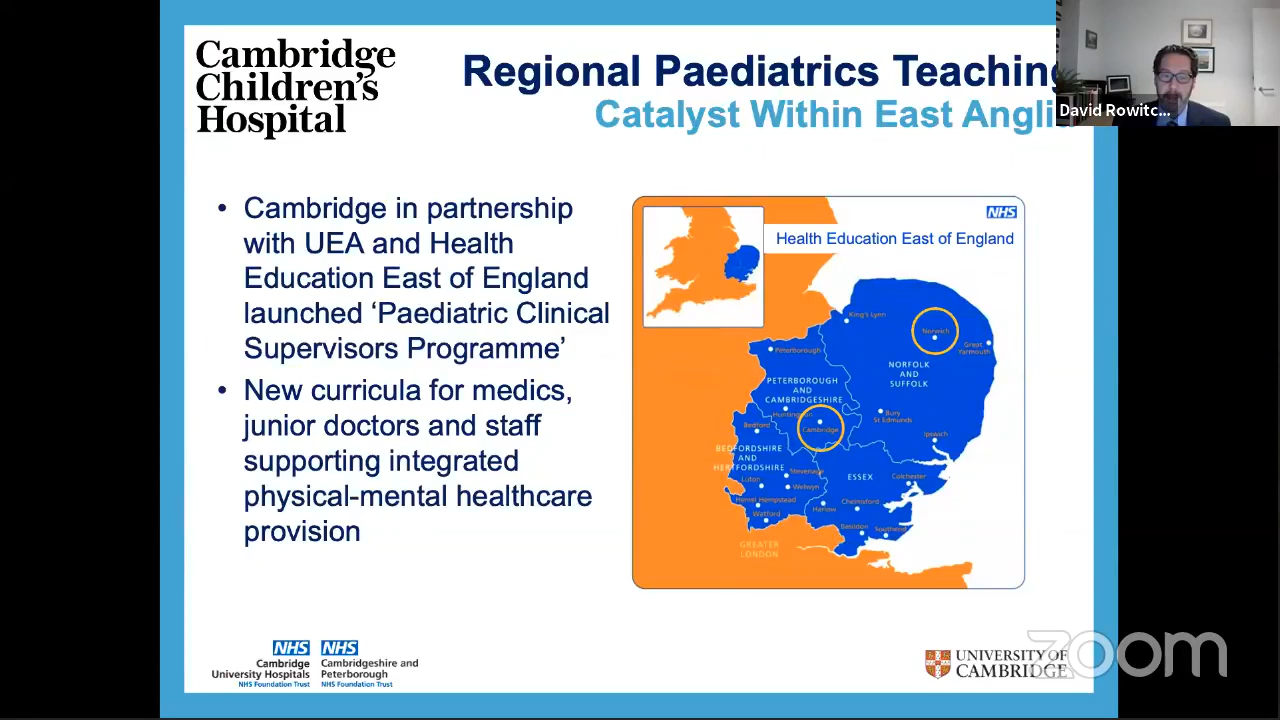 Cambridge
Children's
Hospital
Regional Paediatrics Teaching
Catalyst Within East Anglia
David Rowitc...
• Cambridge in partnership
with UEA and Health
Education East of England
launched ‘Paediatric Clinical
Supervisors Programme’
• New curricula for medics,
junior doctors and staff
supporting integrated
physical-mental healthcare
provision
NHS
Health Education East of England
King's Lynn
Norwich
Great
Yarmouth
Peterborough
NORFOLK
AND
SUFFOLK
PETERBOROUGH
AND
CAMBRIDGESHIRE
Huntingdon
Bury
St Edmunds
Cambridge
Bedford
Ipswich
BEDFORDSHIRE
AND
HERTFORDSHIRE
Stevenage
ESSEX
Colchester
Luton
Welwyn
Hemel Hempstead
Chelmsford
Harlow
Watford
Basildon
Southend
GREATER
LONDON
NHS
Cambridge
University Hospitals
NHS Foundation Trust
NHS
Cambridgeshire and
Peterborough
NHS Foundation Trust
UNIVERSITY OF
CAMBRIDGE
zoom